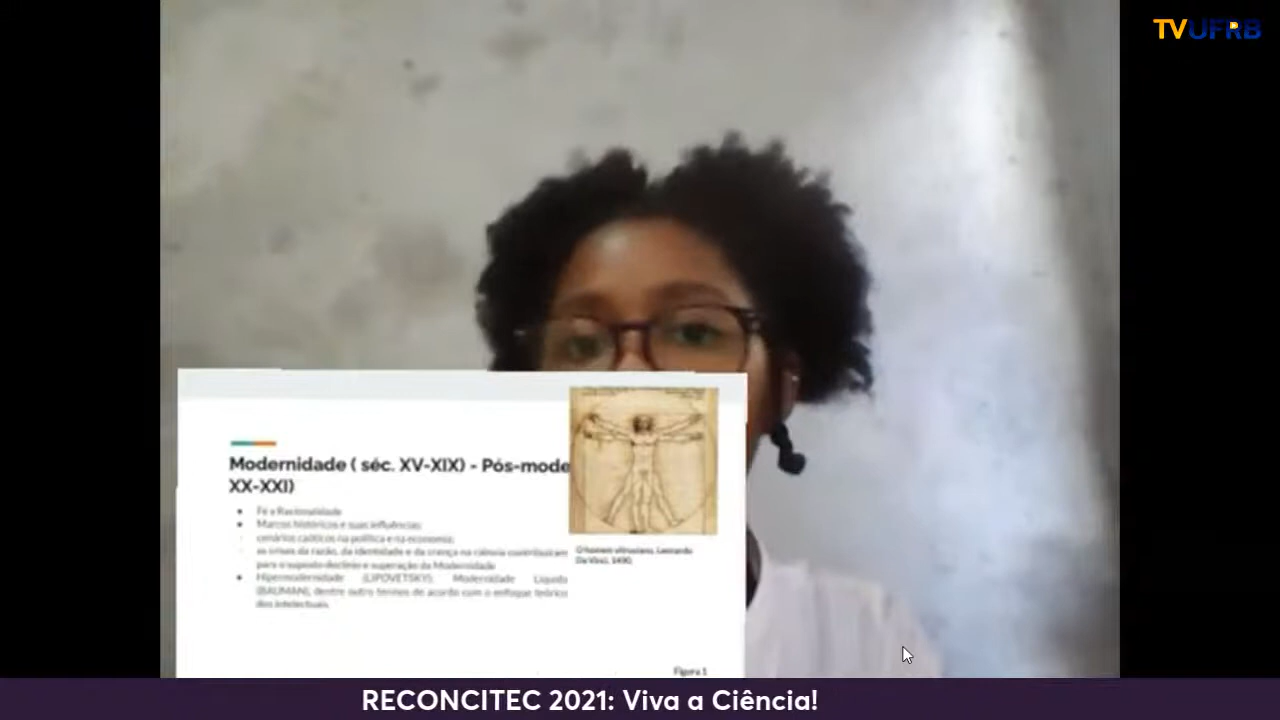 TVUFRB
Modernidade ( séc. XV-XIX) - Pós-mode
XX-XXI)
Fé x Racionalidade
Marcos históricos e suas influências:
cenários caóticos na política e na economia;
as crises da razão, da identidade e da crença na ciência contribuíram
para o suposto declínio e superação da Modernidade
Hipermodernidade (LIPOVETSKY); Modernidade Líquida
(BAUMAN), dentre outro termos de acordo com o enfoque teórico
dos intelectuais.
O homem vitruviano, Leonardo
Da Vinci, 1490.
Figura 1
RECONCITEC 2021: Viva a Ciência!